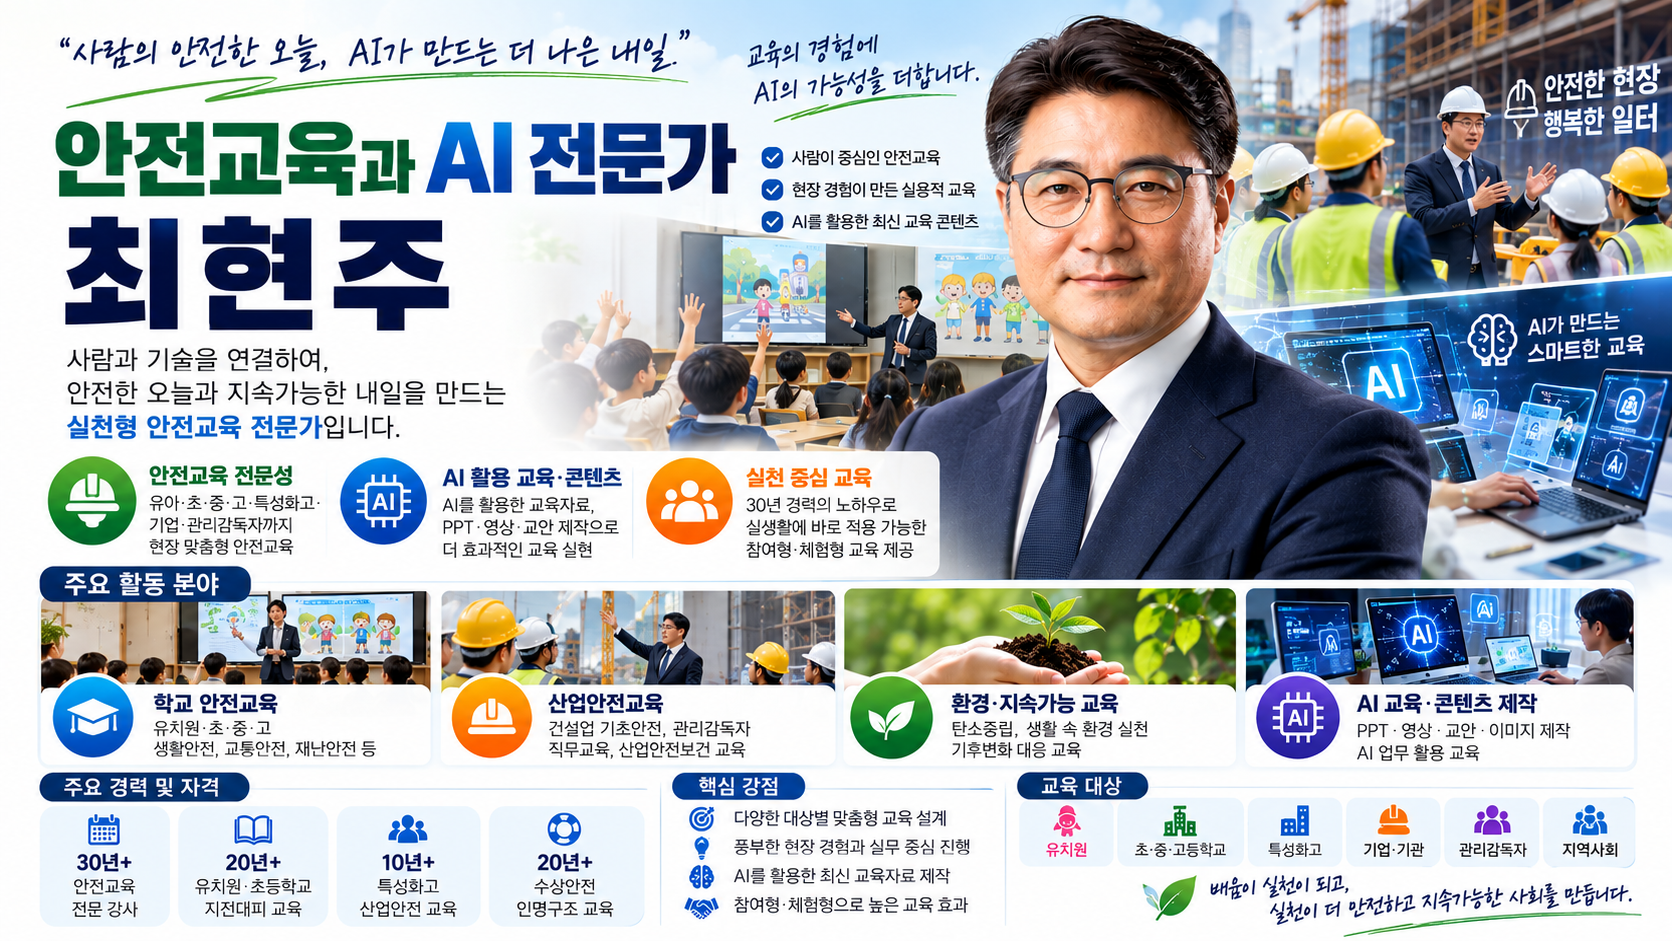 “사람의 안전한 오늘, AI가 만드는 더 나은 내일.”
교육의 경험에
AI의 가능성을 더합니다.
안전교육과 AI 전문가
최현주
사람이 중심인 안전교육
현장 경험이 만든 실용적 교육
AI를 활용한 최신 교육 콘텐츠
안전한 현장
행복한 일터
AI가 만드는
스마트한 교육
AI
AI
사람과 기술을 연결하여,
안전한 오늘과 지속가능한 내일을 만드는
실천형 안전교육 전문가입니다.
안전교육 전문성
유아·초·중·고·특성화고·
기업·관리감독자까지
현장 맞춤형 안전교육
AI
AI 활용 교육·콘텐츠
AI를 활용한 교육자료,
PPT·영상·교안 제작으로
더 효과적인 교육 실현
실천 중심 교육
30년 경력의 노하우로
실생활에 바로 적용 가능한
참여형·체험형 교육 제공
주요 활동 분야
학교 안전교육
유치원·초·중·고
생활안전, 교통안전, 재난안전 등
산업안전교육
건설업 기초안전, 관리감독자
직무교육, 산업안전보건 교육
환경·지속가능 교육
탄소중립, 생활 속 환경 실천
기후변화 대응 교육
AI
Ai
AI
AI 교육·콘텐츠 제작
PPT · 영상 · 교안 · 이미지 제작
AI 업무 활용 교육
주요 경력 및 자격
30년+
안전교육
전문 강사
20년+
유치원·초등학교
지전대피 교육
10년+
특성화고
산업안전 교육
20년+
수상안전
인명구조 교육
핵심 강점
다양한 대상별 맞춤형 교육 설계
풍부한 현장 경험과 실무 중심 진행
AI를 활용한 최신 교육자료 제작
참여형·체험형으로 높은 교육 효과
교육 대상
유치원
초·중·고등학교
특성화고
기업·기관
관리감독자
지역사회
배움이 실천이 되고,
실천이 더 안전하고 지속가능한 사회를 만듭니다.